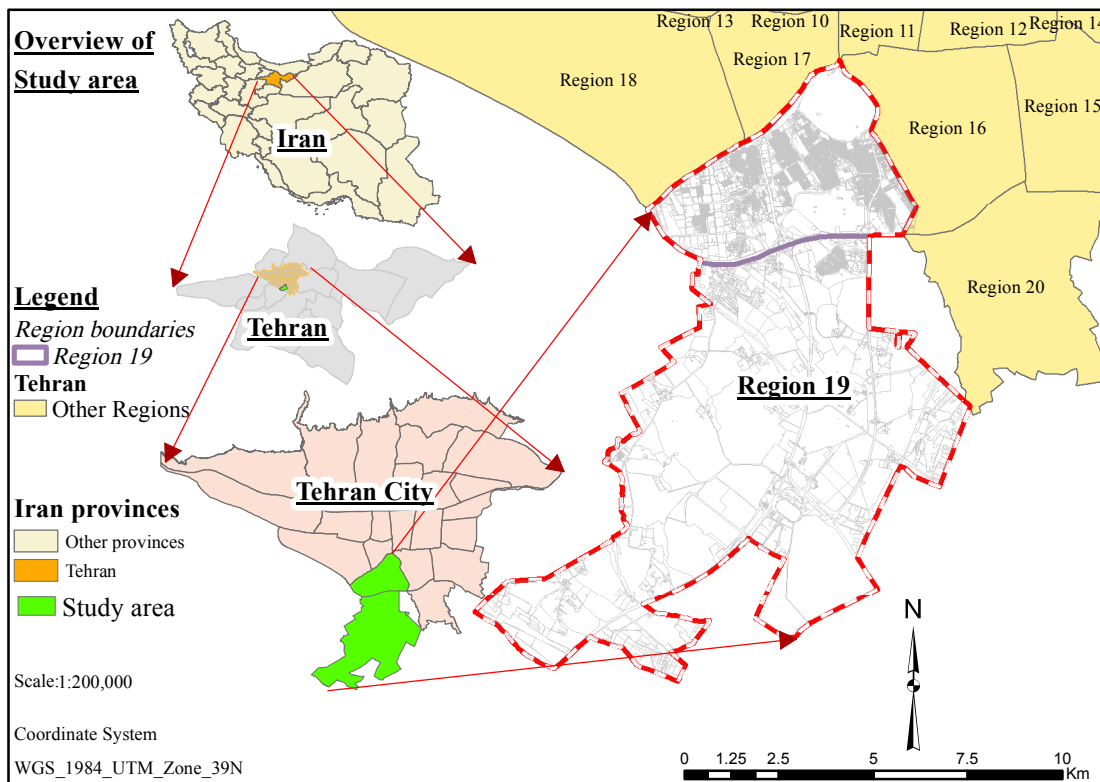 Overview of
Study area
Iran
Tehran
Legend
Region boundaries
Region 19
Tehran
Other Regions
Tehran City
Iran provinces
Other provinces
Tehran
Study area
Scale:1:200,000
Coordinate System
WGS_1984_UTM_Zone_39N
Region 13
Region 10
Region 11
Region 12
Region 14
Region 17
Region 18
Region 15
Region 16
Region 20
Region 19
N
0 1.25 2.5 5 7.5 10
Km